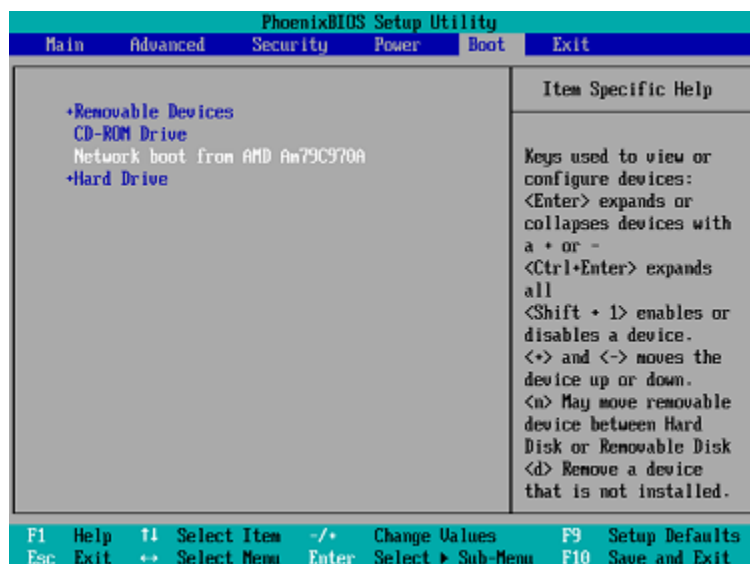 PhoenixBIOS Setup Utility
Main Advanced Security Power Boot Exit
+Removable Devices
CD-ROM Drive
Network boot from AMD Am79C970A
+Hard Drive
Item Specific Help
Keys used to view or
configure devices:
<Enter> expands or
collapses devices with
a + or -
<Ctrl+Enter> expands
all
<Shift + 1> enables or
disables a device.
<+> and <-> moves the
device up or down.
<n> May move removable
device between Hard
Disk or Removable Disk
<d> Remove a device
that is not installed.
F1 Help ↑↓ Select Item -/+ Change Values F9 Setup Defaults
Esc Exit ↔ Select Menu Enter Select ▶ Sub-Menu F10 Save and Exit